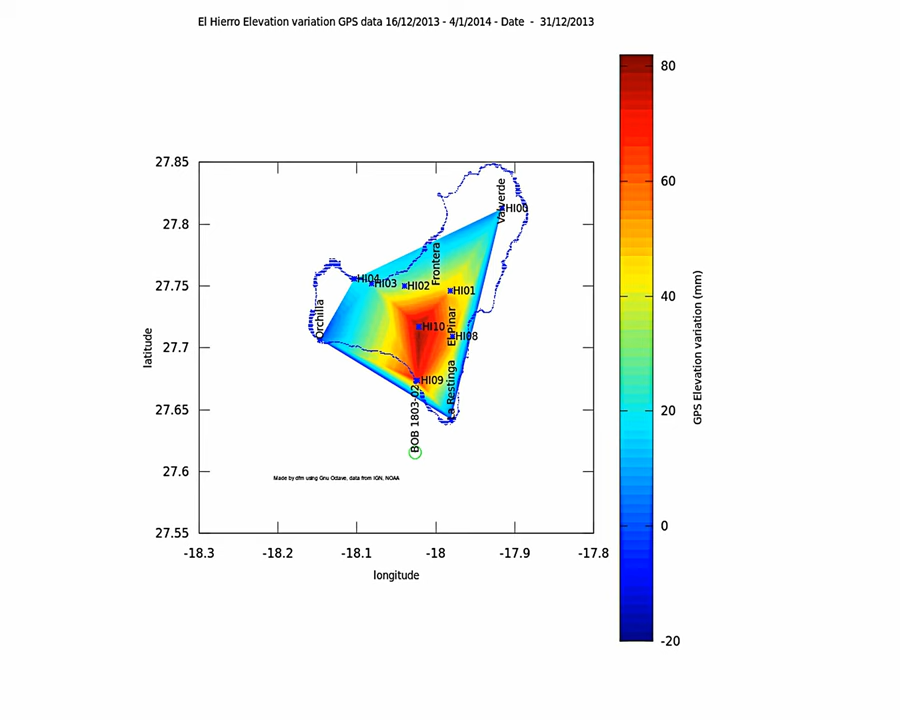 El Hierro Elevation variation GPS data 16/12/2013 - 4/1/2014 - Date - 31/12/2013
80
60
40
20
0
-20
GPS Elevation variation (mm)
27.85
27.8
27.75
27.7
27.65
27.6
27.55
latitude
-18.3
-18.2
-18.1
-18
-17.9
-17.8
longitude
Valverde
HI00
Frontera
HI04
HI03
HI02
HI01
Orchilla
HI10
El Pinar
HI08
HI09
La Restinga
BOB 1803-02
Made by dfm using Gnu Octave, data from IGN, NOAA